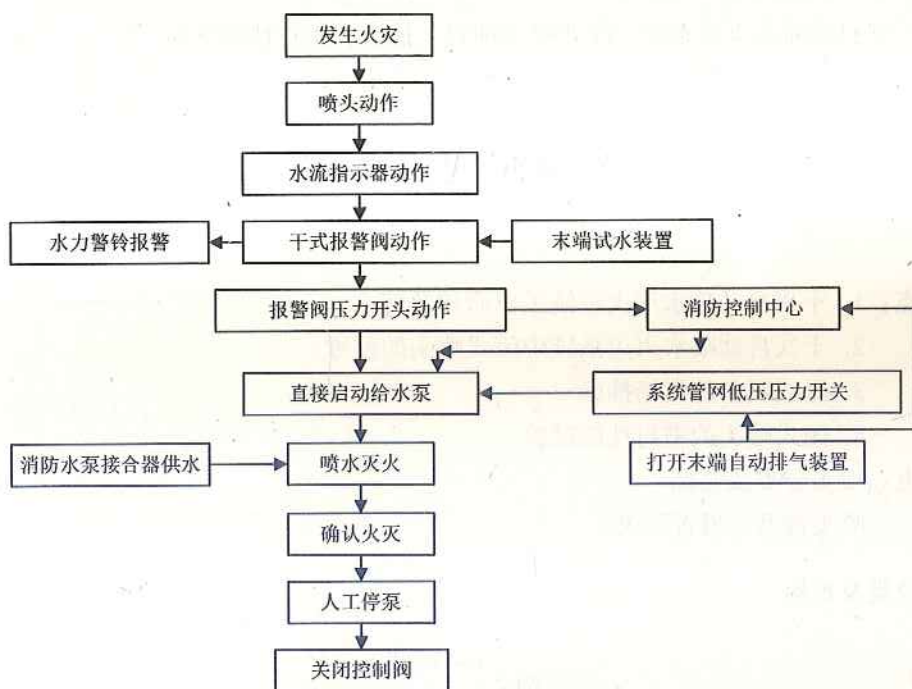 发生火灾
喷头动作
水流指示器动作
水力警铃报警
干式报警阀动作
末端试水装置
报警阀压力开头动作
消防控制中心
直接启动给水泵
系统管网低压压力开关
消防水泵接合器供水
喷水灭火
打开末端自动排气装置
确认火灭
人工停泵
关闭控制阀